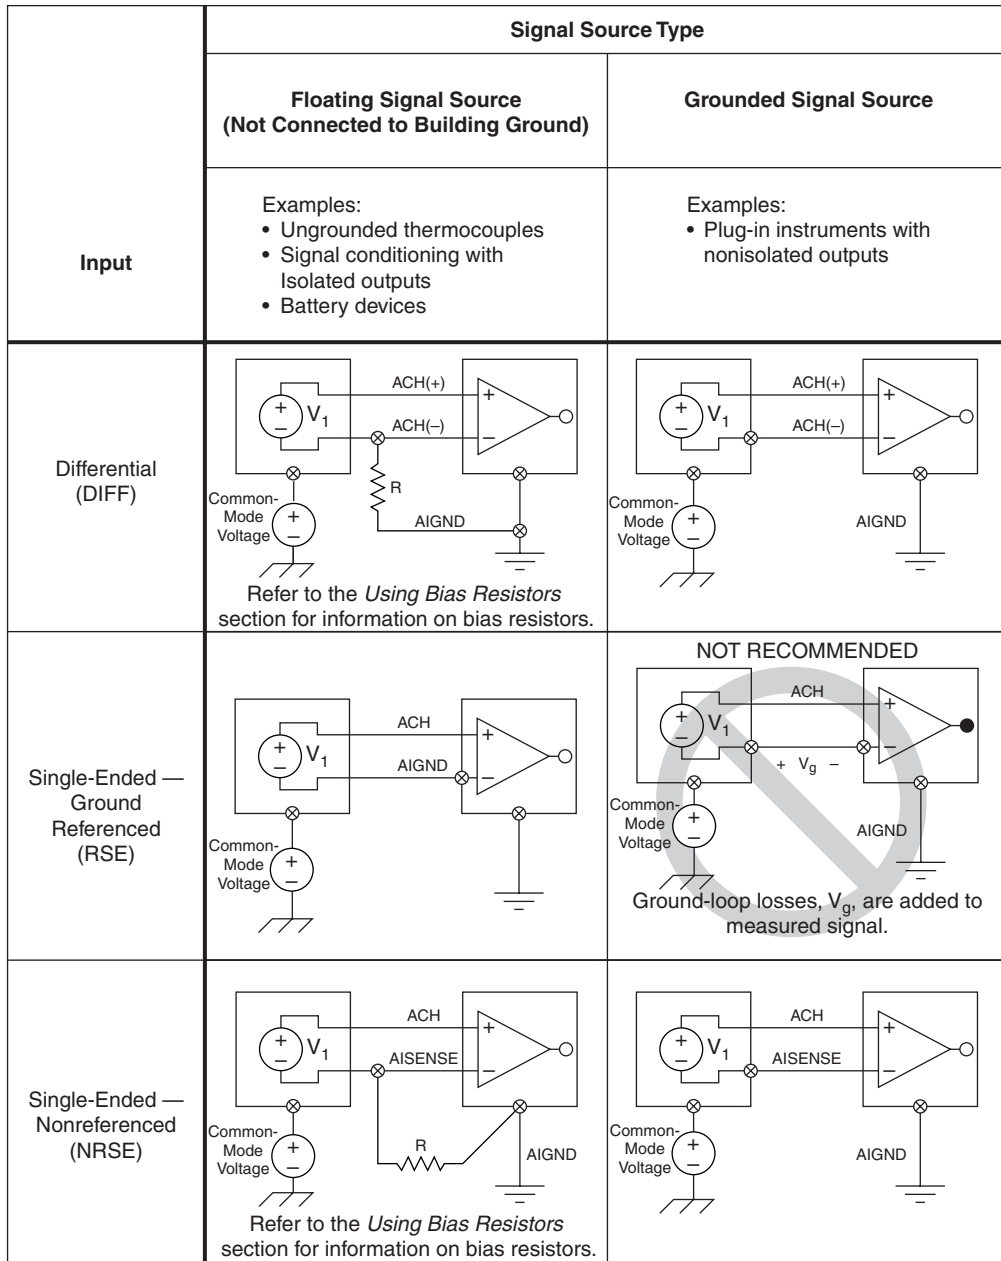 Signal Source Type
Floating Signal Source
(Not Connected to Building Ground)
Grounded Signal Source
Input
Examples:
• Ungrounded thermocouples
• Signal conditioning with
Isolated outputs
• Battery devices
Examples:
• Plug-in instruments with
nonisolated outputs
Differential
(DIFF)
+
−
V1
ACH(+)
ACH(–)
+
−
R
AIGND
Common-
Mode
Voltage
+
−
Refer to the Using Bias Resistors
section for information on bias resistors.
+
−
V1
ACH(+)
ACH(–)
+
−
Common-
Mode
Voltage
+
−
AIGND
Single-Ended —
Ground
Referenced
(RSE)
+
−
V1
ACH
AIGND
+
−
Common-
Mode
Voltage
+
−
NOT RECOMMENDED
+
−
V1
ACH
+
−
+ Vg −
Common-
Mode
Voltage
+
−
AIGND
Ground-loop losses, Vg, are added to
measured signal.
Single-Ended —
Nonreferenced
(NRSE)
+
−
V1
ACH
AISENSE
+
−
Common-
Mode
Voltage
+
−
R
AIGND
Refer to the Using Bias Resistors
section for information on bias resistors.
+
−
V1
ACH
AISENSE
+
−
Common-
Mode
Voltage
+
−
AIGND